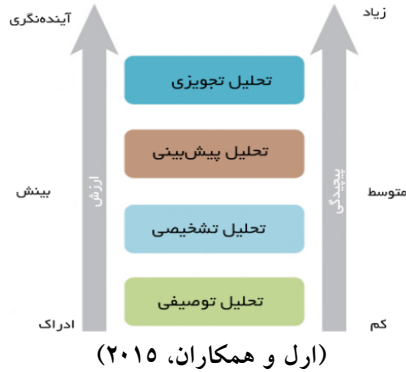 زیاد
آینده‌نگری
تحلیل تجویزی
تحلیل پیش‌بینی
ارزش
پیچیدگی
متوسط
بینش
تحلیل تشخیصی
تحلیل توصیفی
کم
ادراک
(ارل و همکاران، ۲۰۱۵)